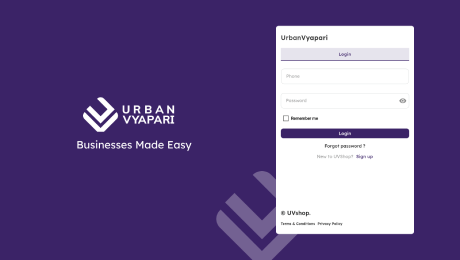 URBAN
VYAPARI
Businesses Made Easy
UrbanVyapari
Login
Phone
Password
Remember me
Login
Forgot password ?
New to UVShop? Sign up
© UVshop.
Terms & Conditions Privacy Policy